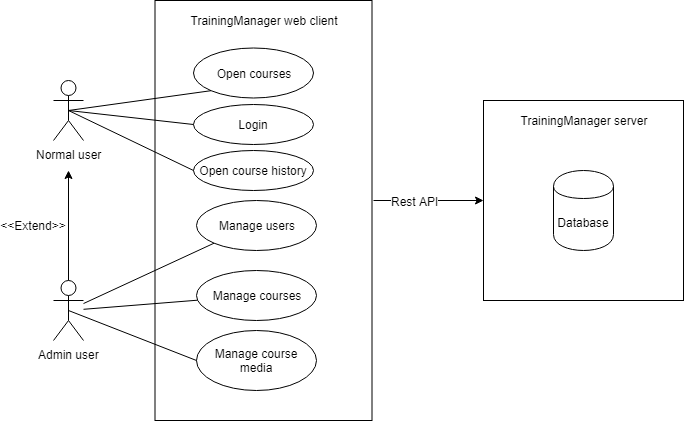 TrainingManager web client
Open courses
Login
Normal user
Open course history
<<Extend>>
Manage users
Manage courses
Admin user
Manage course
media
Rest API
TrainingManager server
Database